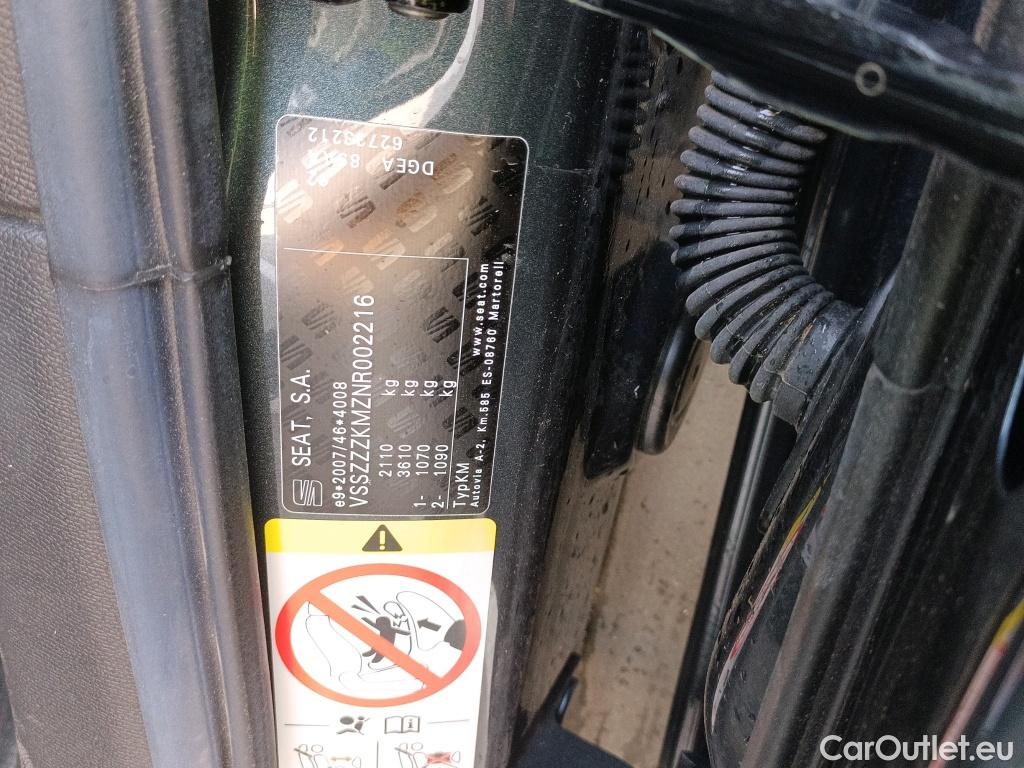 SEAT, S.A.
e9*2007/46*4008
VSSZZZKMZNR002216
2110 kg
3610 kg
1- 1070 kg
2- 1090 kg
TypKM
www.seat.com
Autovia A-2, Km.585 ES-08760 Martorell
DGEA
CarOutlet.eu